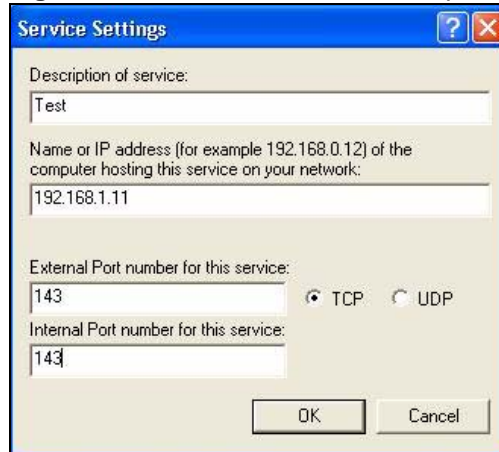 Service Settings
Description of service:
Test
Name or IP address (for example 192.168.0.12) of the
computer hosting this service on your network:
192.168.1.11
External Port number for this service:
143
TCP
UDP
Internal Port number for this service:
143
OK
Cancel